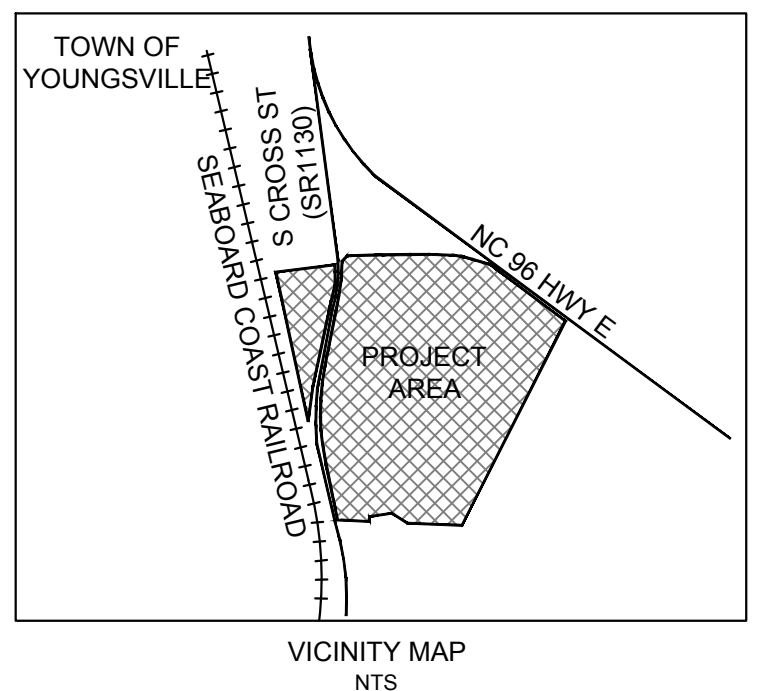 TOWN OF
YOUNGSVILLE
S CROSS ST
(SR1130)
SEABOARD COAST RAILROAD
NC 96 HWY E
PROJECT
AREA
VICINITY MAP
NTS